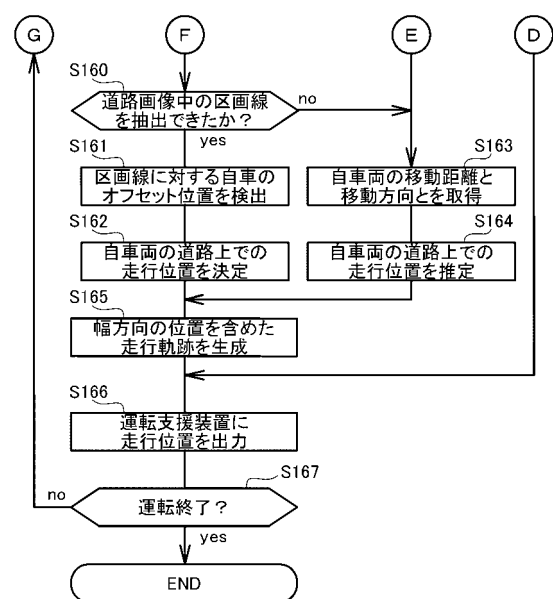 G
F
E
D
S160
道路画像中の区画線
を抽出できたか？
no
yes
S161
区画線に対する自車の
オフセット位置を検出
S163
自車両の移動距離と
移動方向とを取得
S162
自車両の道路上での
走行位置を決定
S164
自車両の道路上での
走行位置を推定
S165
幅方向の位置を含めた
走行軌跡を生成
S166
運転支援装置に
走行位置を出力
S167
no
運転終了？
yes
END